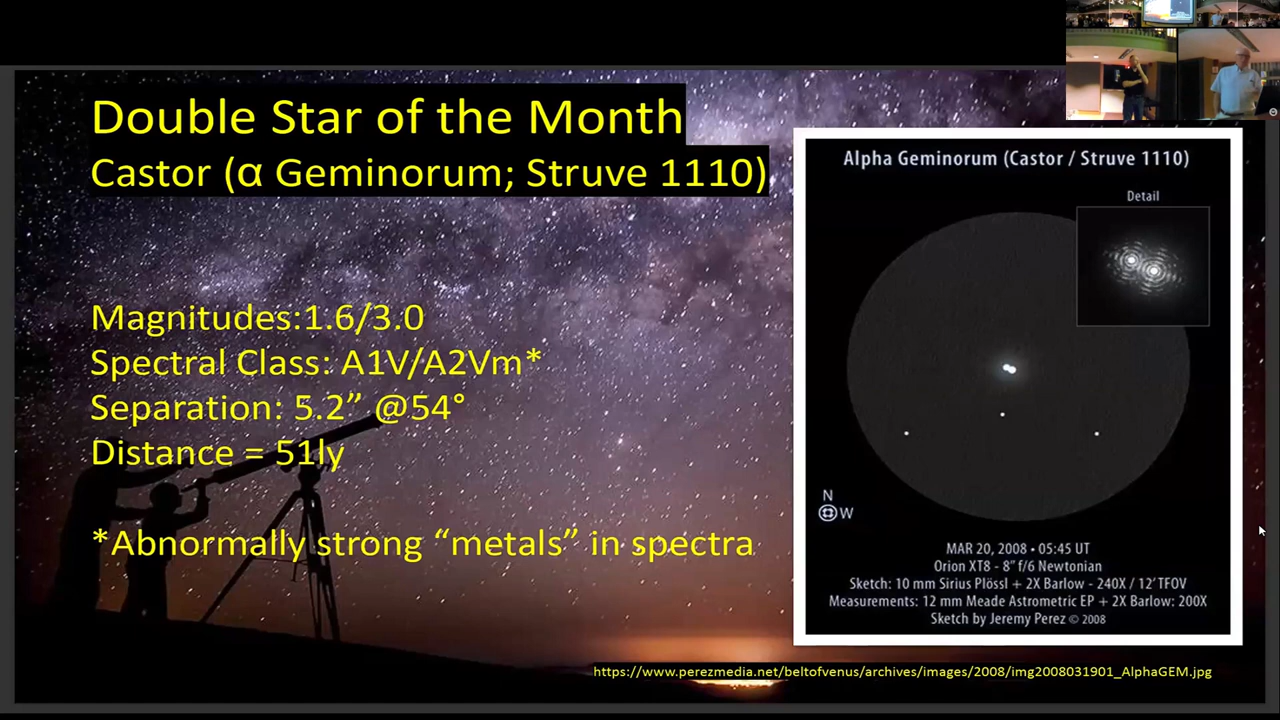 Double Star of the Month
Castor (α Geminorum; Struve 1110)
Magnitudes:1.6/3.0
Spectral Class: A1V/A2Vm*
Separation: 5.2” @54°
Distance = 51ly
*Abnormally strong “metals” in spectra
Alpha Geminorum (Castor / Struve 1110)
Detail
N
W
MAR 20, 2008 • 05:45 UT
Orion XT8 - 8" f/6 Newtonian
Sketch: 10 mm Sirius Plössl + 2X Barlow - 240X / 12' TFOV
Measurements: 12 mm Meade Astrometric EP + 2X Barlow: 200X
Sketch by Jeremy Perez © 2008
https://www.perezmedia.net/beltofvenus/archives/images/2008/img2008031901_AlphaGEM.jpg